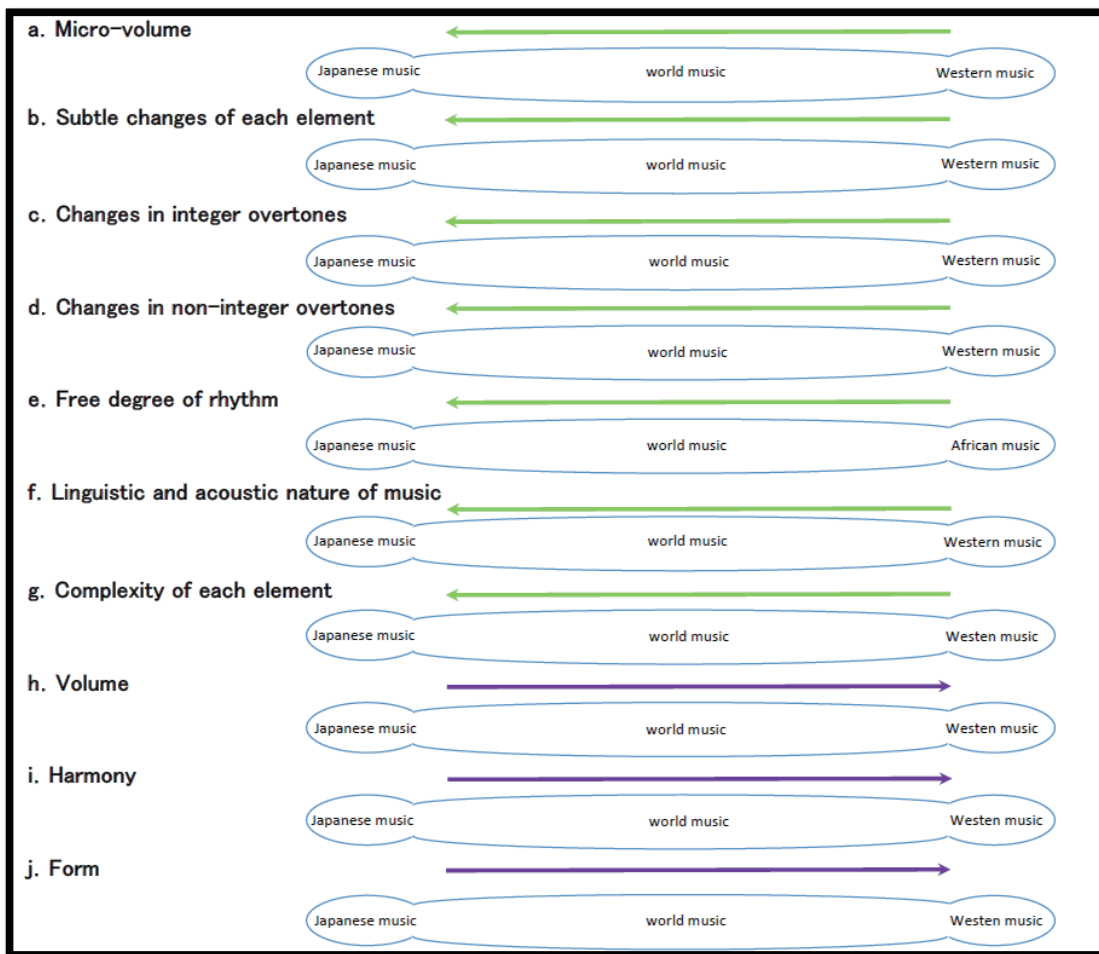 a. Micro-volume
Japanese music world music Western music
b. Subtle changes of each element
Japanese music world music Western music
c. Changes in integer overtones
Japanese music world music Western music
d. Changes in non-integer overtones
Japanese music world music Western music
e. Free degree of rhythm
Japanese music world music African music
f. Linguistic and acoustic nature of music
Japanese music world music Western music
g. Complexity of each element
Japanese music world music Westen music
h. Volume
Japanese music world music Westen music
i. Harmony
Japanese music world music Westen music
j. Form
Japanese music world music Westen music